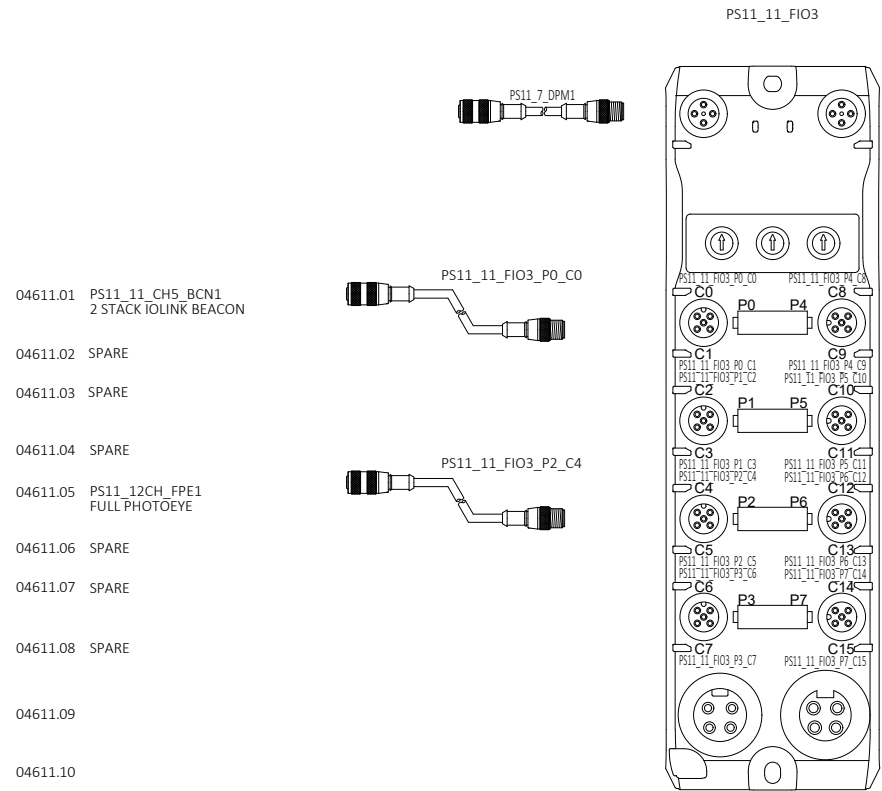 PS11_11_FIO3
PS11_7_DPM1
PS11_11_FIO3_P0_C0
04611.01 PS11_11_CH5_BCN1
2 STACK IOLINK BEACON
04611.02 SPARE
04611.03 SPARE
04611.04 SPARE
PS11_11_FIO3_P2_C4
04611.05 PS11_12CH_FPE1
FULL PHOTOEYE
04611.06 SPARE
04611.07 SPARE
04611.08 SPARE
04611.09
04611.10
PS11_11_FIO3_P0_C0 PS11_11_FIO3_P4_C8
C0 C8
P0 P4
C1 C9
PS11_11_FIO3_P0_C1 PS11_11_FIO3_P4_C9
PS11_11_FIO3_P1_C2 PS11_11_FIO3_P5_C10
C2 C10
P1 P5
C3 C11
PS11_11_FIO3_P1_C3 PS11_11_FIO3_P5_C11
PS11_11_FIO3_P2_C4 PS11_11_FIO3_P6_C12
C4 C12
P2 P6
C5 C13
PS11_11_FIO3_P2_C5 PS11_11_FIO3_P6_C13
PS11_11_FIO3_P3_C6 PS11_11_FIO3_P7_C14
C6 C14
P3 P7
C7 C15
PS11_11_FIO3_P3_C7 PS11_11_FIO3_P7_C15